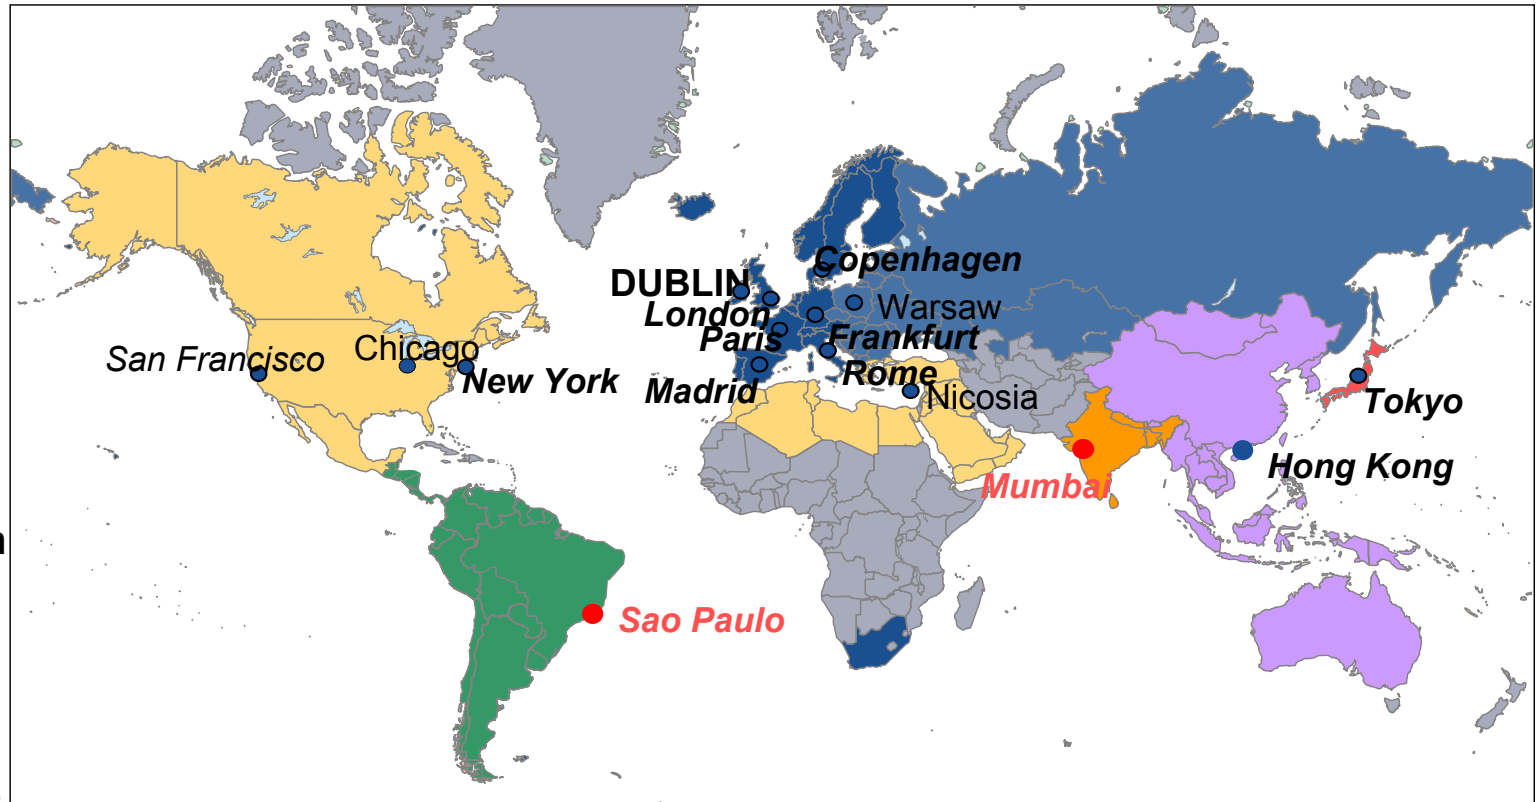 Copenhagen
DUBLIN
London
Warsaw
Paris
Frankfurt
San Francisco
Chicago
New York
Madrid
Rome
Nicosia
Tokyo
Hong Kong
Mumbai
Sao Paulo